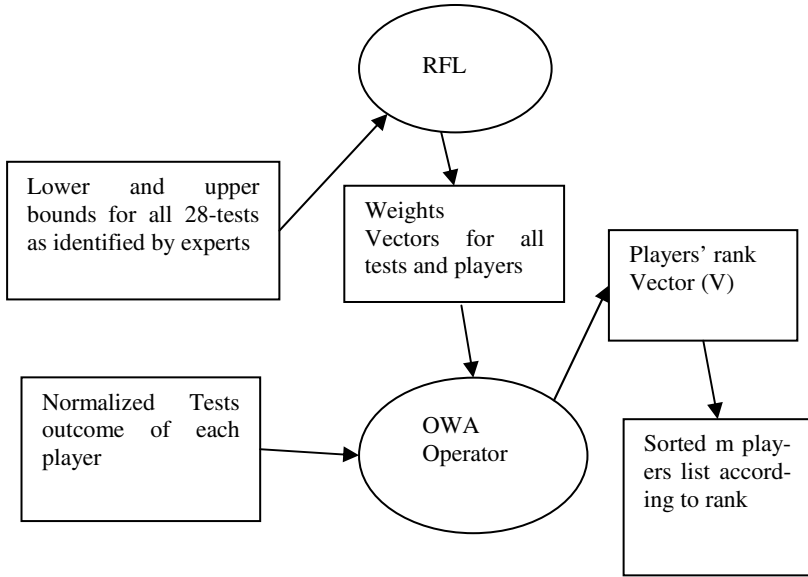 RFL
Lower and upper
bounds for all 28-tests
as identified by experts
Weights
Vectors for all
tests and players
Players' rank
Vector (V)
Normalized Tests
outcome of each
player
OWA
Operator
Sorted m play-
ers list accord-
ing to rank